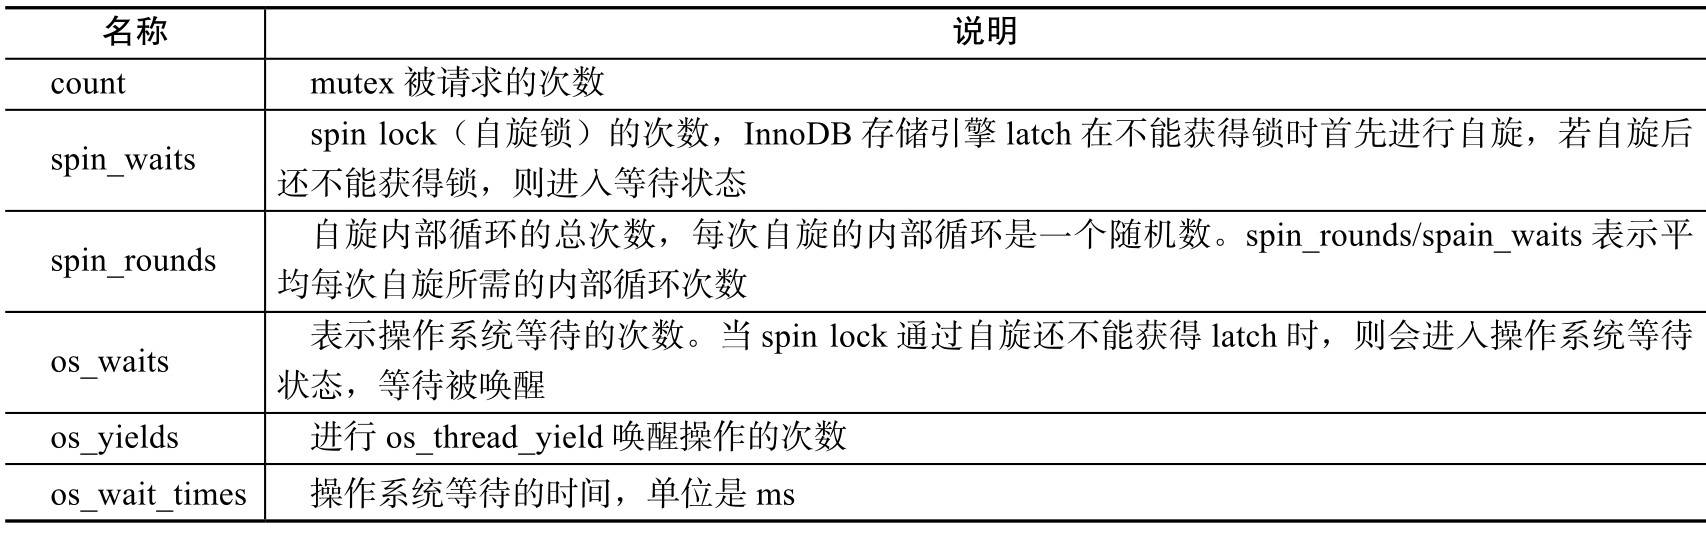 名称 说明
count mutex 被请求的次数
spin lock（自旋锁）的次数，InnoDB 存储引擎 latch 在不能获得锁时首先进行自旋，若自旋后
spin_waits
还不能获得锁，则进入等待状态
自旋内部循环的总次数，每次自旋的内部循环是一个随机数。spin_rounds/spain_waits 表示平
spin_rounds
均每次自旋所需的内部循环次数
表示操作系统等待的次数。当 spin lock 通过自旋还不能获得 latch 时，则会进入操作系统等待
os_waits
状态，等待被唤醒
os_yields 进行 os_thread_yield 唤醒操作的次数
os_wait_times 操作系统等待的时间，单位是 ms